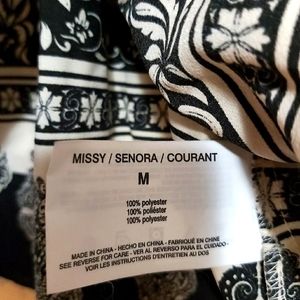 MISSY / SENORA / COURANT
M
100% polyester
100% poliéster
100% polyester
MADE IN CHINA - HECHO EN CHINA - FABRIQUÉ EN CHINE
SEE REVERSE FOR CARE - VER AL REVERSO PARA EL CUIDADO -
VOIR LES INSTRUCTIONS D'ENTRETIEN AU DOS